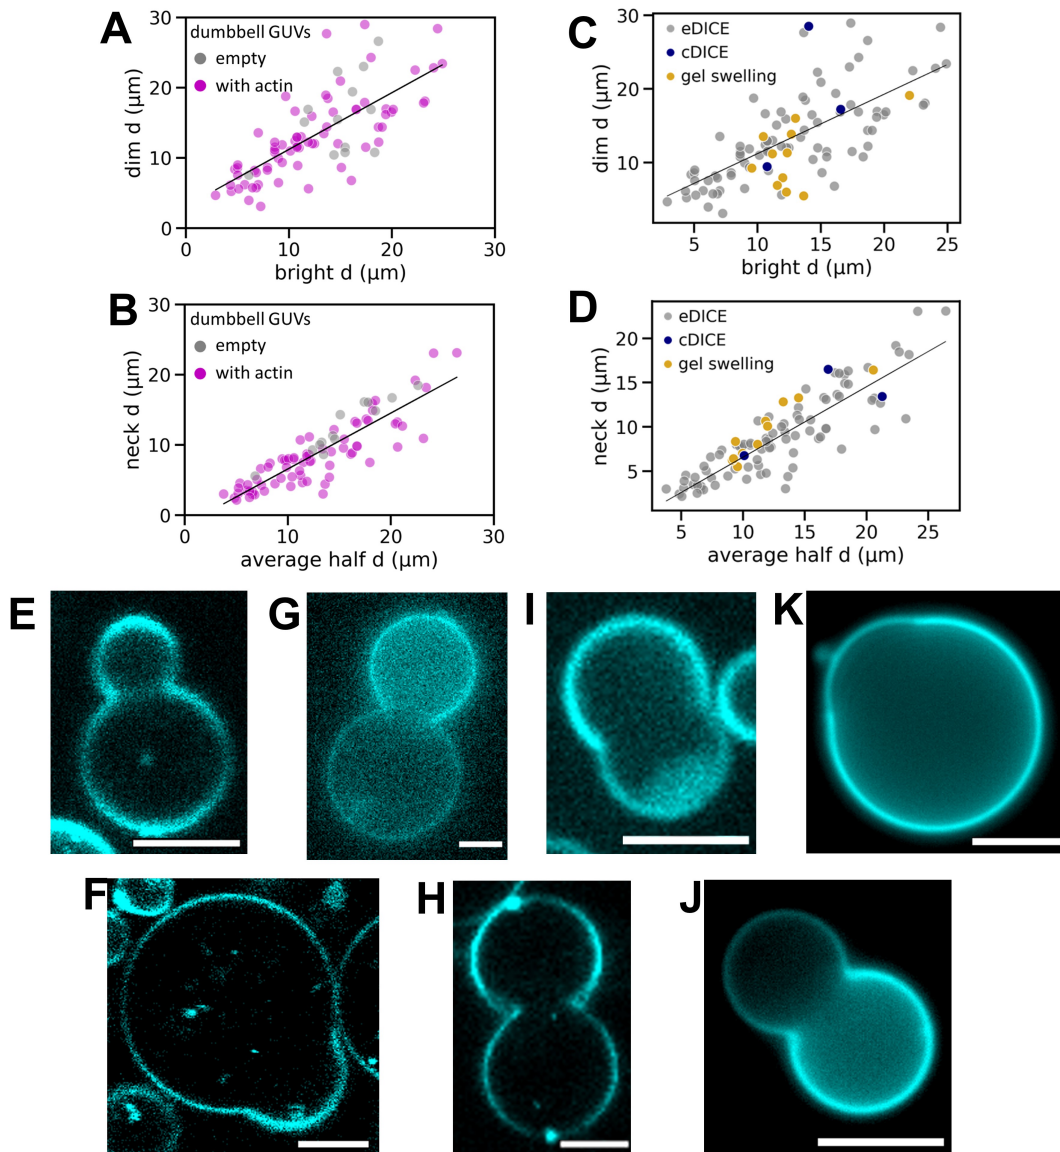 A
30
20
10
0
0
10
20
30
dim d (µm)
bright d (µm)
dumbbell GUVs
empty
with actin
C
30
20
10
5
10
15
20
25
dim d (µm)
bright d (µm)
eDICE
cDICE
gel swelling
B
30
20
10
0
0
10
20
30
neck d (µm)
average half d (µm)
dumbbell GUVs
empty
with actin
D
20
15
10
5
5
10
15
20
25
neck d (µm)
average half d (µm)
eDICE
cDICE
gel swelling
E
G
I
K
F
H
J